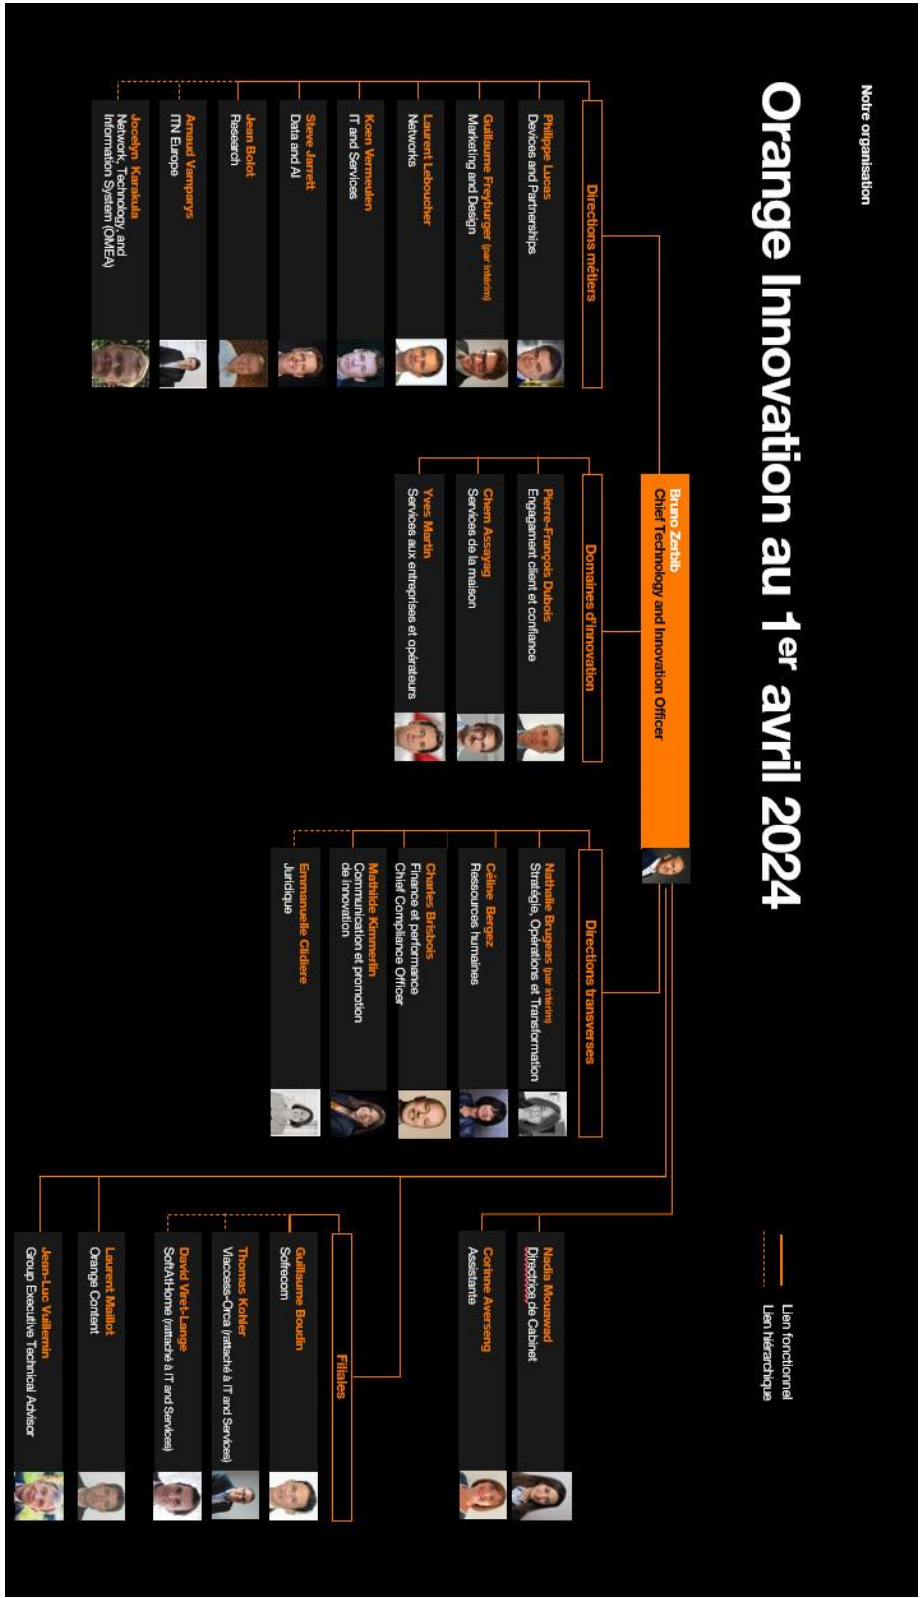 Notre organisation
Orange Innovation au 1er avril 2024
Lien fonctionnel
Lien hiérarchique
Bruno Zerbib
Chief Technology and Innovation Officer
Nadia Mouawad
Directrice de Cabinet
Corinne Averseng
Assistante
Directions métiers
Philippe Lucas
Devices and Partnerships
Guillaume Freyburger (par intérim)
Marketing and Design
Laurent Leboucher
Networks
Koen Vermeulen
IT and Services
Steve Jarrett
Data and AI
Jean Bolot
Research
Arnaud Vamparys
ITN Europe
Jocelyn Karakula
Network, Technology, and
Information System (OMEA)
Domaines d'innovation
Pierre-François Dubois
Engagament client et confiance
Chem Assayag
Services de la maison
Yves Martin
Services aux entreprises et opérateurs
Directions transverses
Nathalie Brugeas (par intérim)
Stratégie, Opérations et Transformation
Céline Bergez
Ressources humaines
Charles Brisbois
Finance et performance
Chief Compliance Officer
Mathilde Kimmerlin
Communication et promotion
de innovation
Emmanuelle Clidiere
Juridique
Filiales
Guillaume Boudin
Sofrecom
Thomas Kohler
Viaccess-Orca (rattaché à IT and Services)
David Viret-Lange
SoftAtHome (rattaché à IT and Services)
Laurent Maillot
Orange Content
Jean-Luc Vuillemin
Group Executive Technical Advisor